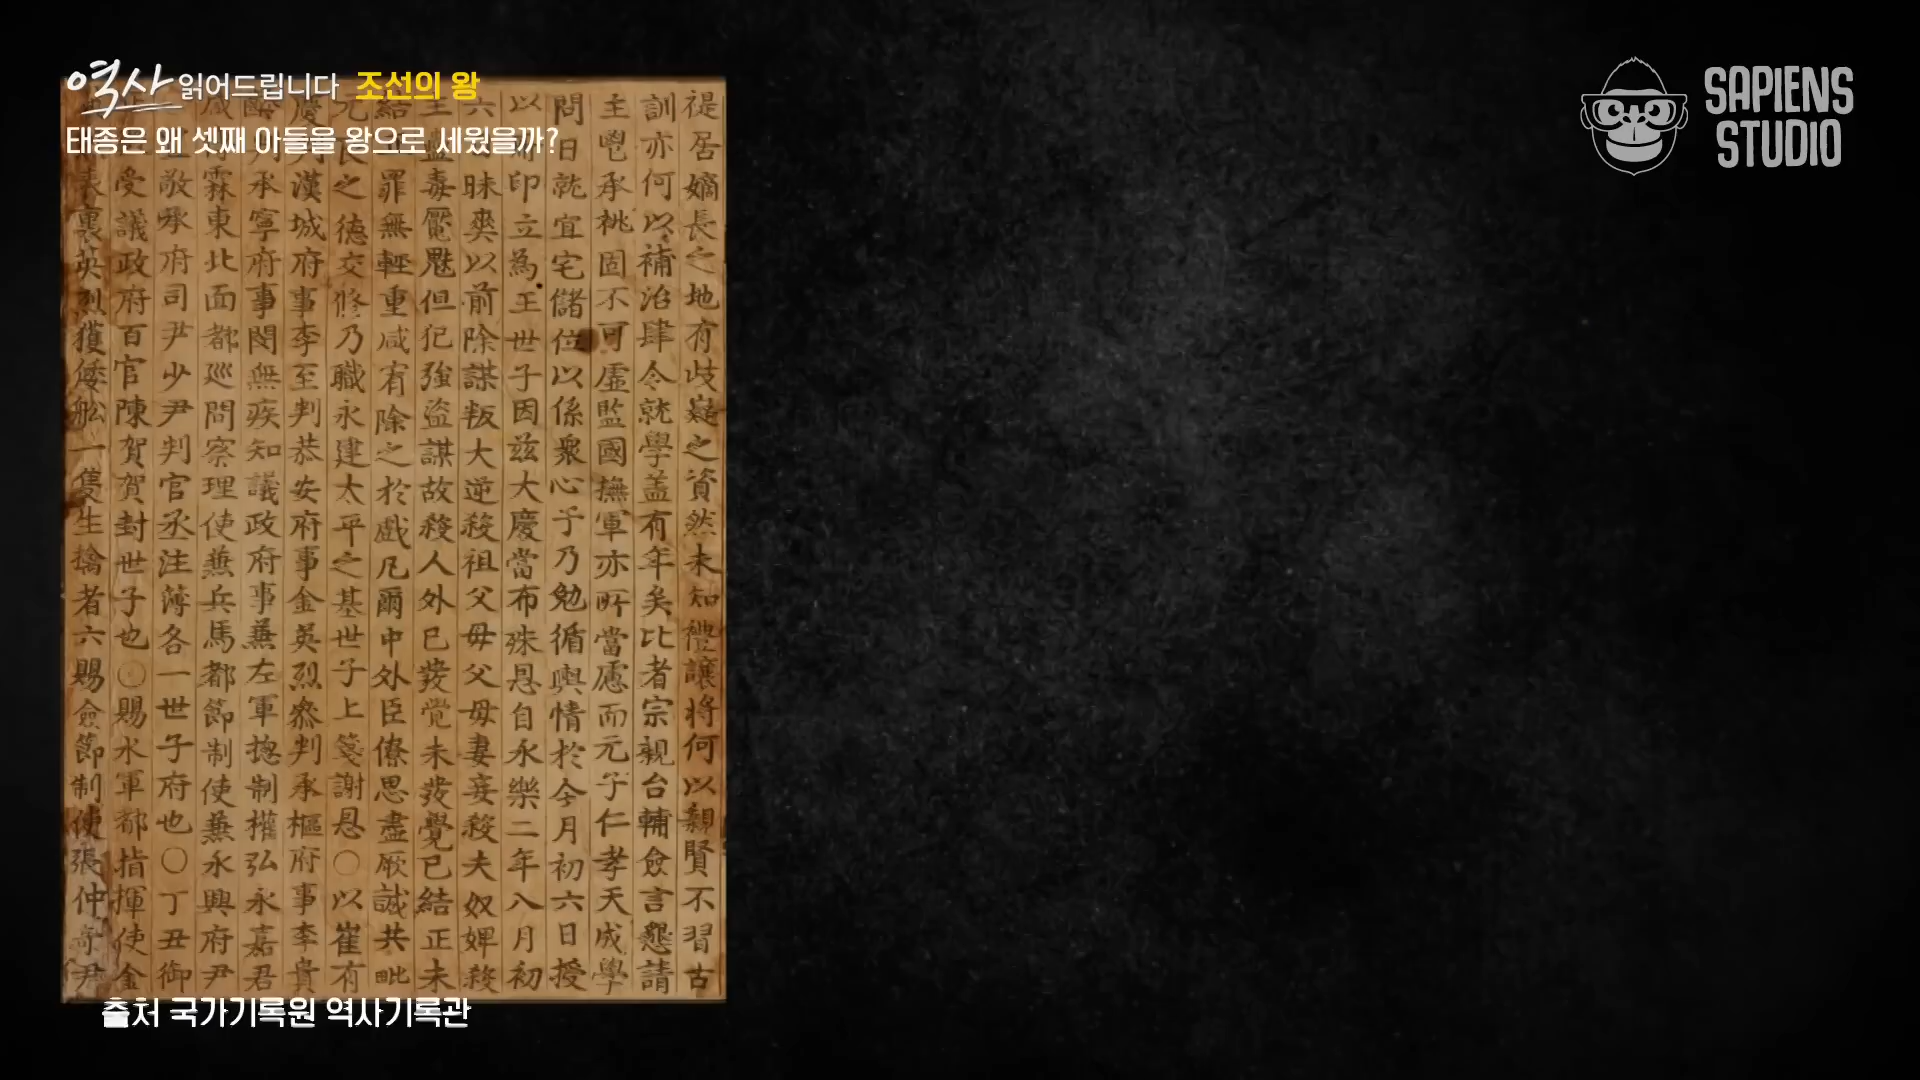 역사 읽어드립니다 조선의 왕
태종은 왜 셋째 아들을 왕으로 세웠을까?
SAPIENS
STUDIO
禔居嫡長之地有歧嶷之資然未知禮讓將何以親賢不習古
訓亦何以補治肆令就學盖有年矣比者宗親台輔僉言懇請
主鬯承祧固不可虛監國撫軍亦所當慮而元子仁孝天成學
問日就宜宅儲位以係衆心予乃勉循輿情於今月初六日授
以 印立爲王世子因玆大慶當布殊恩自永樂二年八月初
六 昧爽以前除謀叛大逆殺祖父母父母妻妾殺夫奴婢殺
主蠱毒魘魅但犯强盜謀故殺人外已發覺未發覺已結正未
結 罪無輕重咸宥除之於戱凡爾中外臣僚思盡厥誠共毗
元良之德交修乃職永建太平之基世子上箋謝恩〇以崔有
慶 漢城府事李至判恭安府事金英烈叅判承樞府事李貴
承寧府事閔無疾知議政府事兼左軍摠制權弘永嘉君
霖東北面都巡問察理使兼兵馬都節制使兼永興府尹
敬承府司尹少尹判官丞注簿各一世子府也〇丁丑御
受議政府百官陳賀賀封世子也〇賜水軍都指揮使金
英烈獲倭舩一隻生擒者六賜僉節制使張仲 尹
출처 국가기록원 역사기록관